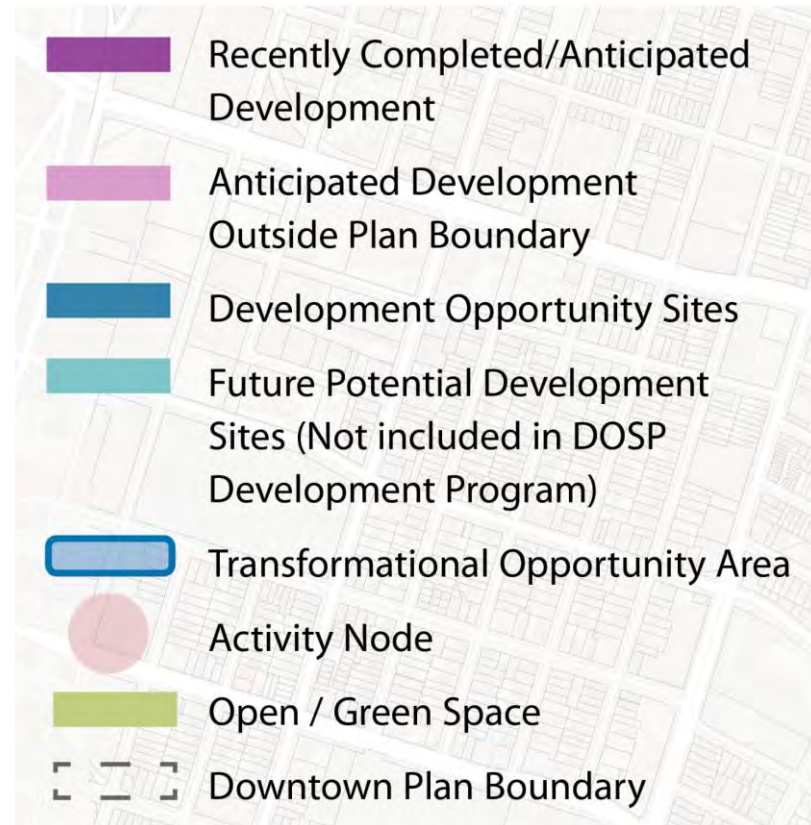 Recently Completed/Anticipated
Development
Anticipated Development
Outside Plan Boundary
Development Opportunity Sites
Future Potential Development
Sites (Not included in DOSP
Development Program)
Transformational Opportunity Area
Activity Node
Open / Green Space
Downtown Plan Boundary